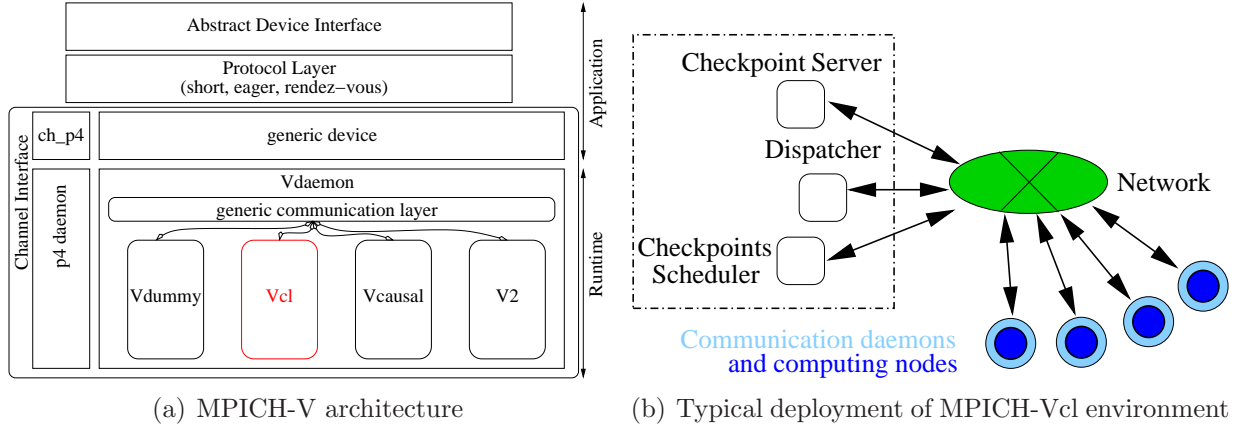 Abstract Device Interface
Protocol Layer
(short, eager, rendez−vous)
Application
Channel Interface
ch_p4
generic device
p4 daemon
Vdaemon
generic communication layer
Vdummy
Vcl
Vcausal
V2
Runtime
(a) MPICH-V architecture
Checkpoint Server
Dispatcher
Network
Checkpoints
Scheduler
Communication daemons
and computing nodes
(b) Typical deployment of MPICH-Vcl environment